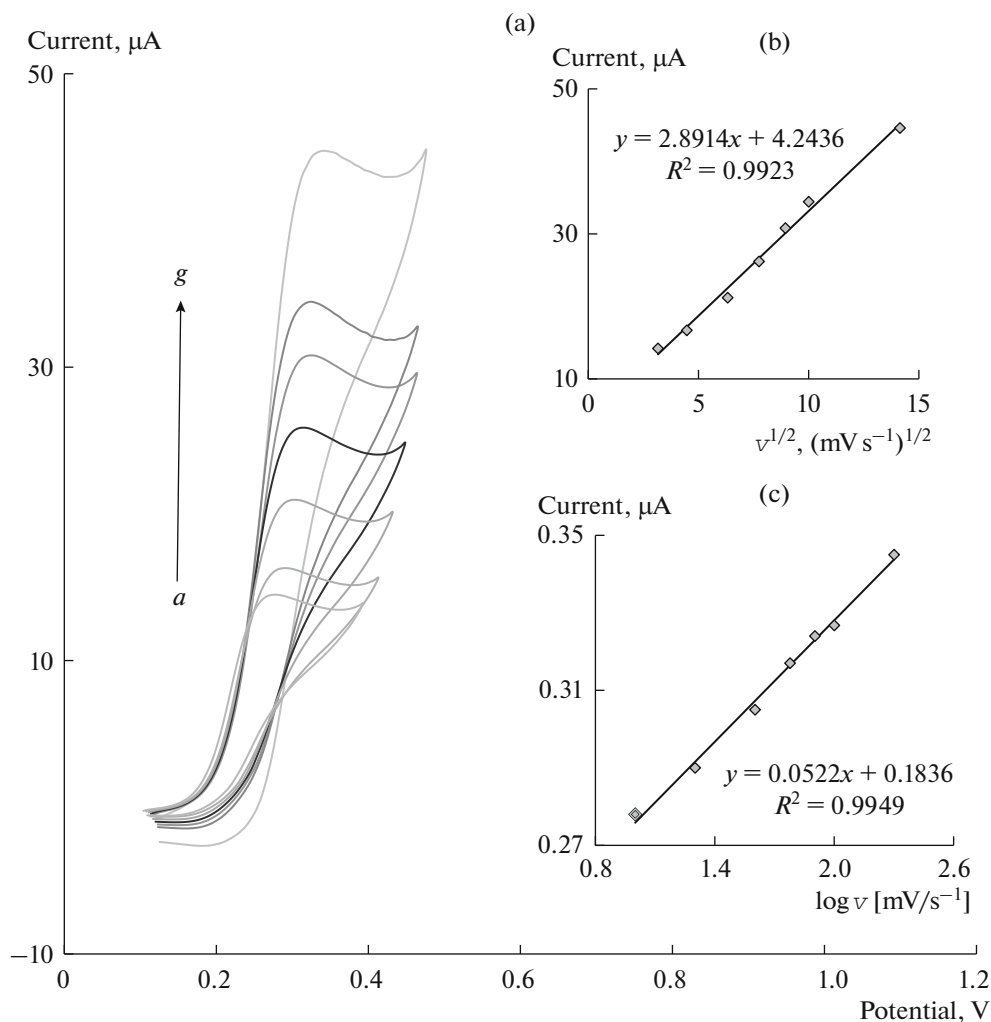 (a)
Current, μA
50
30
10
−10
0
0.2
0.4
0.6
0.8
1.0
1.2
Potential, V
g
a
(b)
Current, μA
50
30
10
0
5
10
15
v^{1/2}, (mV s^{−1})^{1/2}
y = 2.8914x + 4.2436
R² = 0.9923
(c)
Current, μA
0.35
0.31
0.27
0.8
1.4
2.0
2.6
log v [mV/s^{−1}]
y = 0.0522x + 0.1836
R² = 0.9949